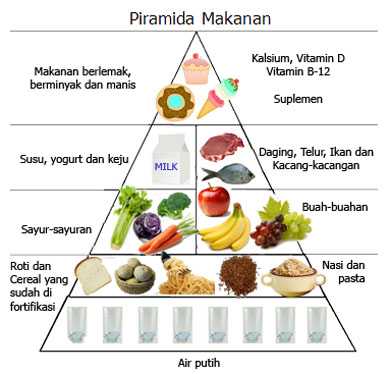 Piramida Makanan
Makanan berlemak,
berminyak dan manis
Kalsium, Vitamin D
Vitamin B-12
Suplemen
Susu, yogurt dan keju
MILK
Daging, Telur, Ikan dan
Kacang-kacangan
Sayur-sayuran
Buah-buahan
Roti dan
Cereal yang
sudah di
fortifikasi
Nasi dan
pasta
Air putih